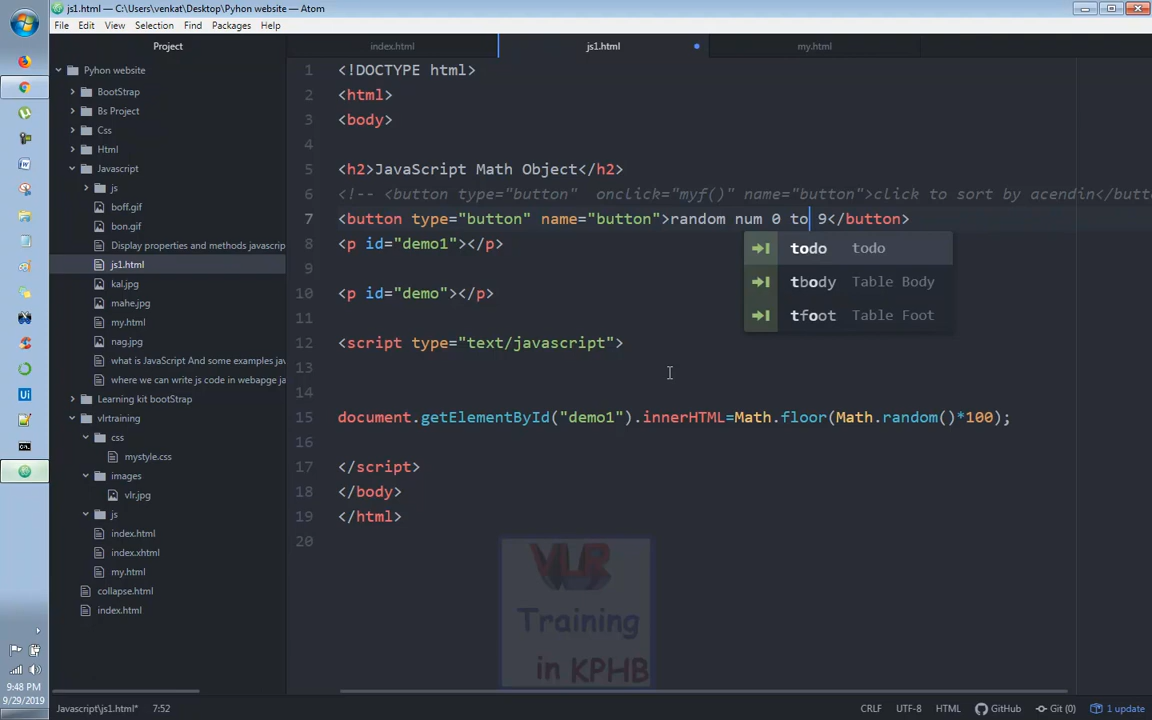 js1.html — C:\Users\venkat\Desktop\Pyhon website — Atom
File Edit View Selection Find Packages Help
Project
index.html
js1.html
my.html
Pyhon website
BootStrap
Bs Project
Css
Html
Javascript
js
boff.gif
bon.gif
Display properties and methods javascrip
js1.html
kal.jpg
mahe.jpg
my.html
nag.jpg
what is JavaScript And some examples jav
where we can write js code in webapge ja
Learning kit bootStrap
vlrtraining
css
mystyle.css
images
vlr.jpg
js
index.html
index.xhtml
my.html
collapse.html
index.html
1 <!DOCTYPE html>
2 <html>
3 <body>
4
5 <h2>JavaScript Math Object</h2>
6 <!-- <button type="button" onclick="myf()" name="button">click to sort by acendin</butto
7 <button type="button" name="button">random num 0 to 9</button>
8 <p id="demo1"></p>
9
10 <p id="demo"></p>
11
12 <script type="text/javascript">
13
14
15 document.getElementById("demo1").innerHTML=Math.floor(Math.random()*100);
16
17 </script>
18 </body>
19 </html>
20
todo todo
tbody Table Body
tfoot Table Foot
VLR
Training
in KPHB
Ui
9:48 PM
9/29/2019
Javascript\js1.html* 7:52
CRLF UTF-8 HTML GitHub Git (0) 1 update